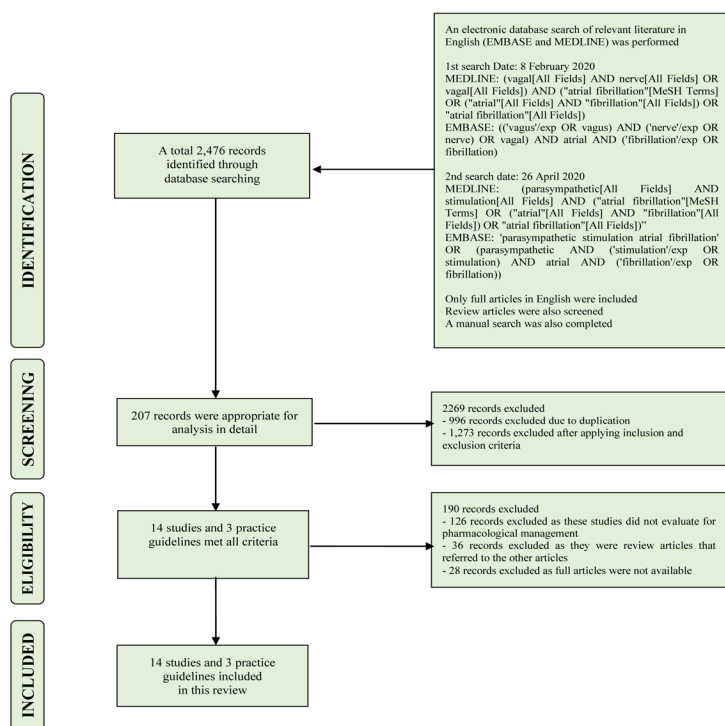 An electronic database search of relevant literature in
English (EMBASE and MEDLINE) was performed
1st search Date: 8 February 2020
MEDLINE: (vagal[All Fields] AND nerve[All Fields] OR
vagal[All Fields]) AND ("atrial fibrillation"[MeSH Terms]
OR ("atrial"[All Fields] AND "fibrillation"[All Fields]) OR
"atrial fibrillation"[All Fields])
EMBASE: (('vagus'/exp OR vagus) AND ('nerve'/exp OR
nerve) OR vagal) AND atrial AND ('fibrillation'/exp OR
fibrillation)
2nd search date: 26 April 2020
MEDLINE: (parasympathetic[All Fields] AND
stimulation[All Fields] AND ("atrial fibrillation"[MeSH
Terms] OR ("atrial"[All Fields] AND "fibrillation"[All
Fields]) OR "atrial fibrillation"[All Fields])”
EMBASE: 'parasympathetic stimulation atrial fibrillation'
OR (parasympathetic AND ('stimulation'/exp OR
stimulation) AND atrial AND ('fibrillation'/exp OR
fibrillation))
Only full articles in English were included
Review articles were also screened
A manual search was also completed
IDENTIFICATION
A total 2,476 records
identified through
database searching
SCREENING
207 records were appropriate for
analysis in detail
2269 records excluded
- 996 records excluded due to duplication
- 1,273 records excluded after applying inclusion and
exclusion criteria
ELIGIBILITY
14 studies and 3 practice
guidelines met all criteria
190 records excluded
- 126 records excluded as these studies did not evaluate for
pharmacological management
- 36 records excluded as they were review articles that
referred to the other articles
- 28 records excluded as full articles were not available
INCLUDED
14 studies and 3 practice
guidelines included
in this review